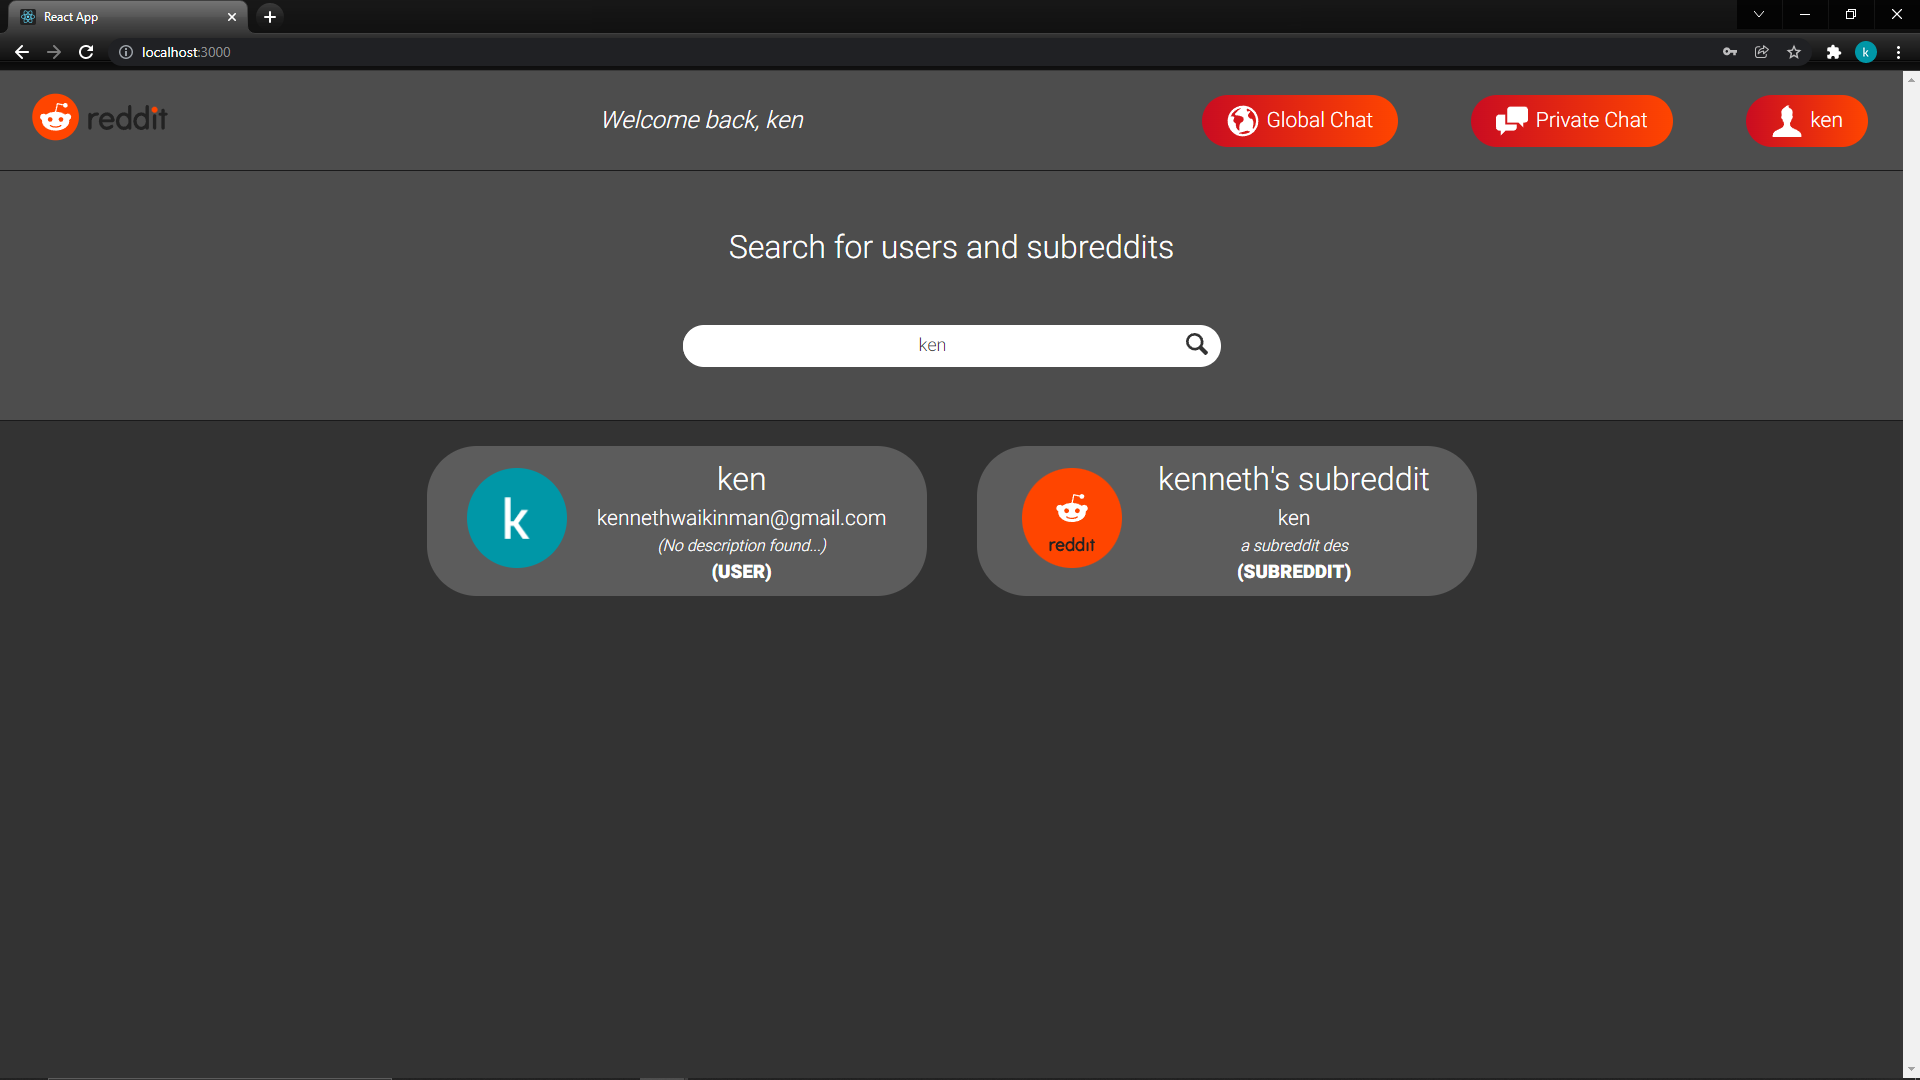 React App
localhost:3000
k
reddit
Welcome back, ken
Global Chat
Private Chat
ken
Search for users and subreddits
ken
k
ken
kennethwaikinman@gmail.com
(No description found...)
(USER)
reddit
kenneth's subreddit
ken
a subreddit des
(SUBREDDIT)